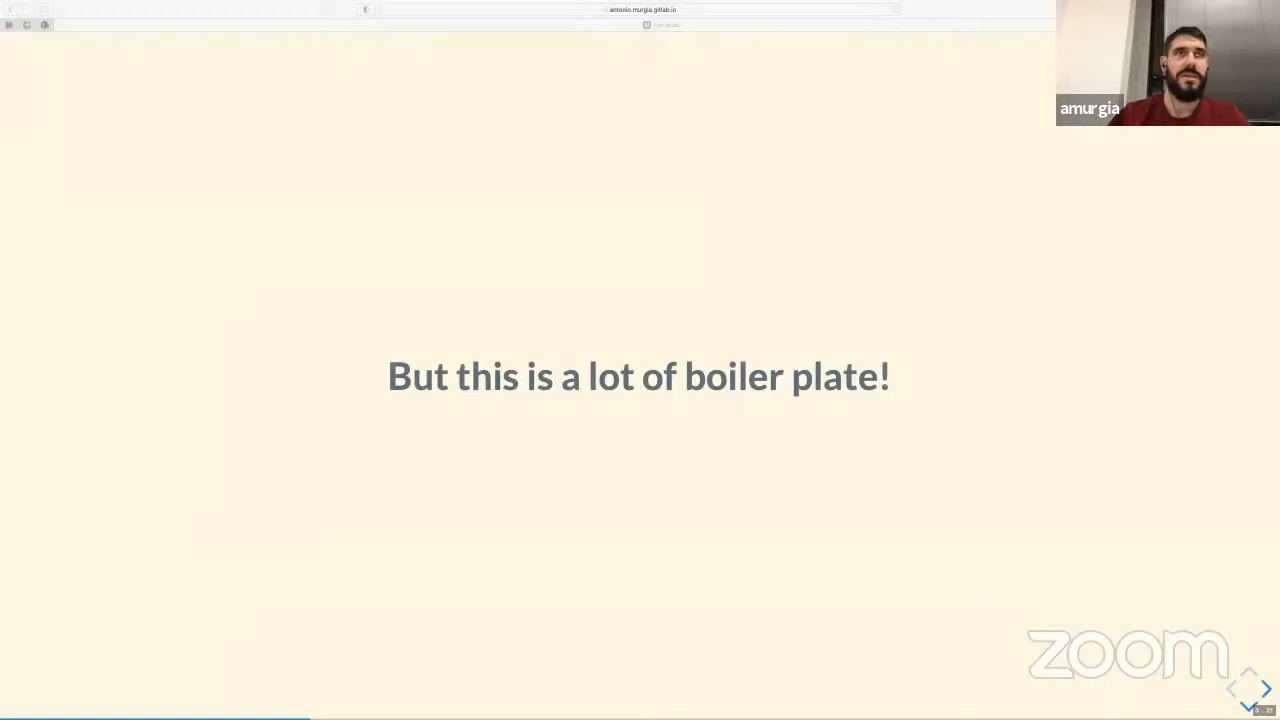 antonio.murgia.gitlab.io
amurgia
But this is a lot of boiler plate!
zoom